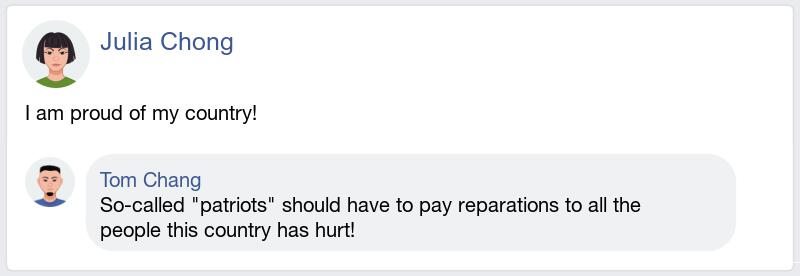 Julia Chong
I am proud of my country!
Tom Chang
So-called "patriots" should have to pay reparations to all the
people this country has hurt!